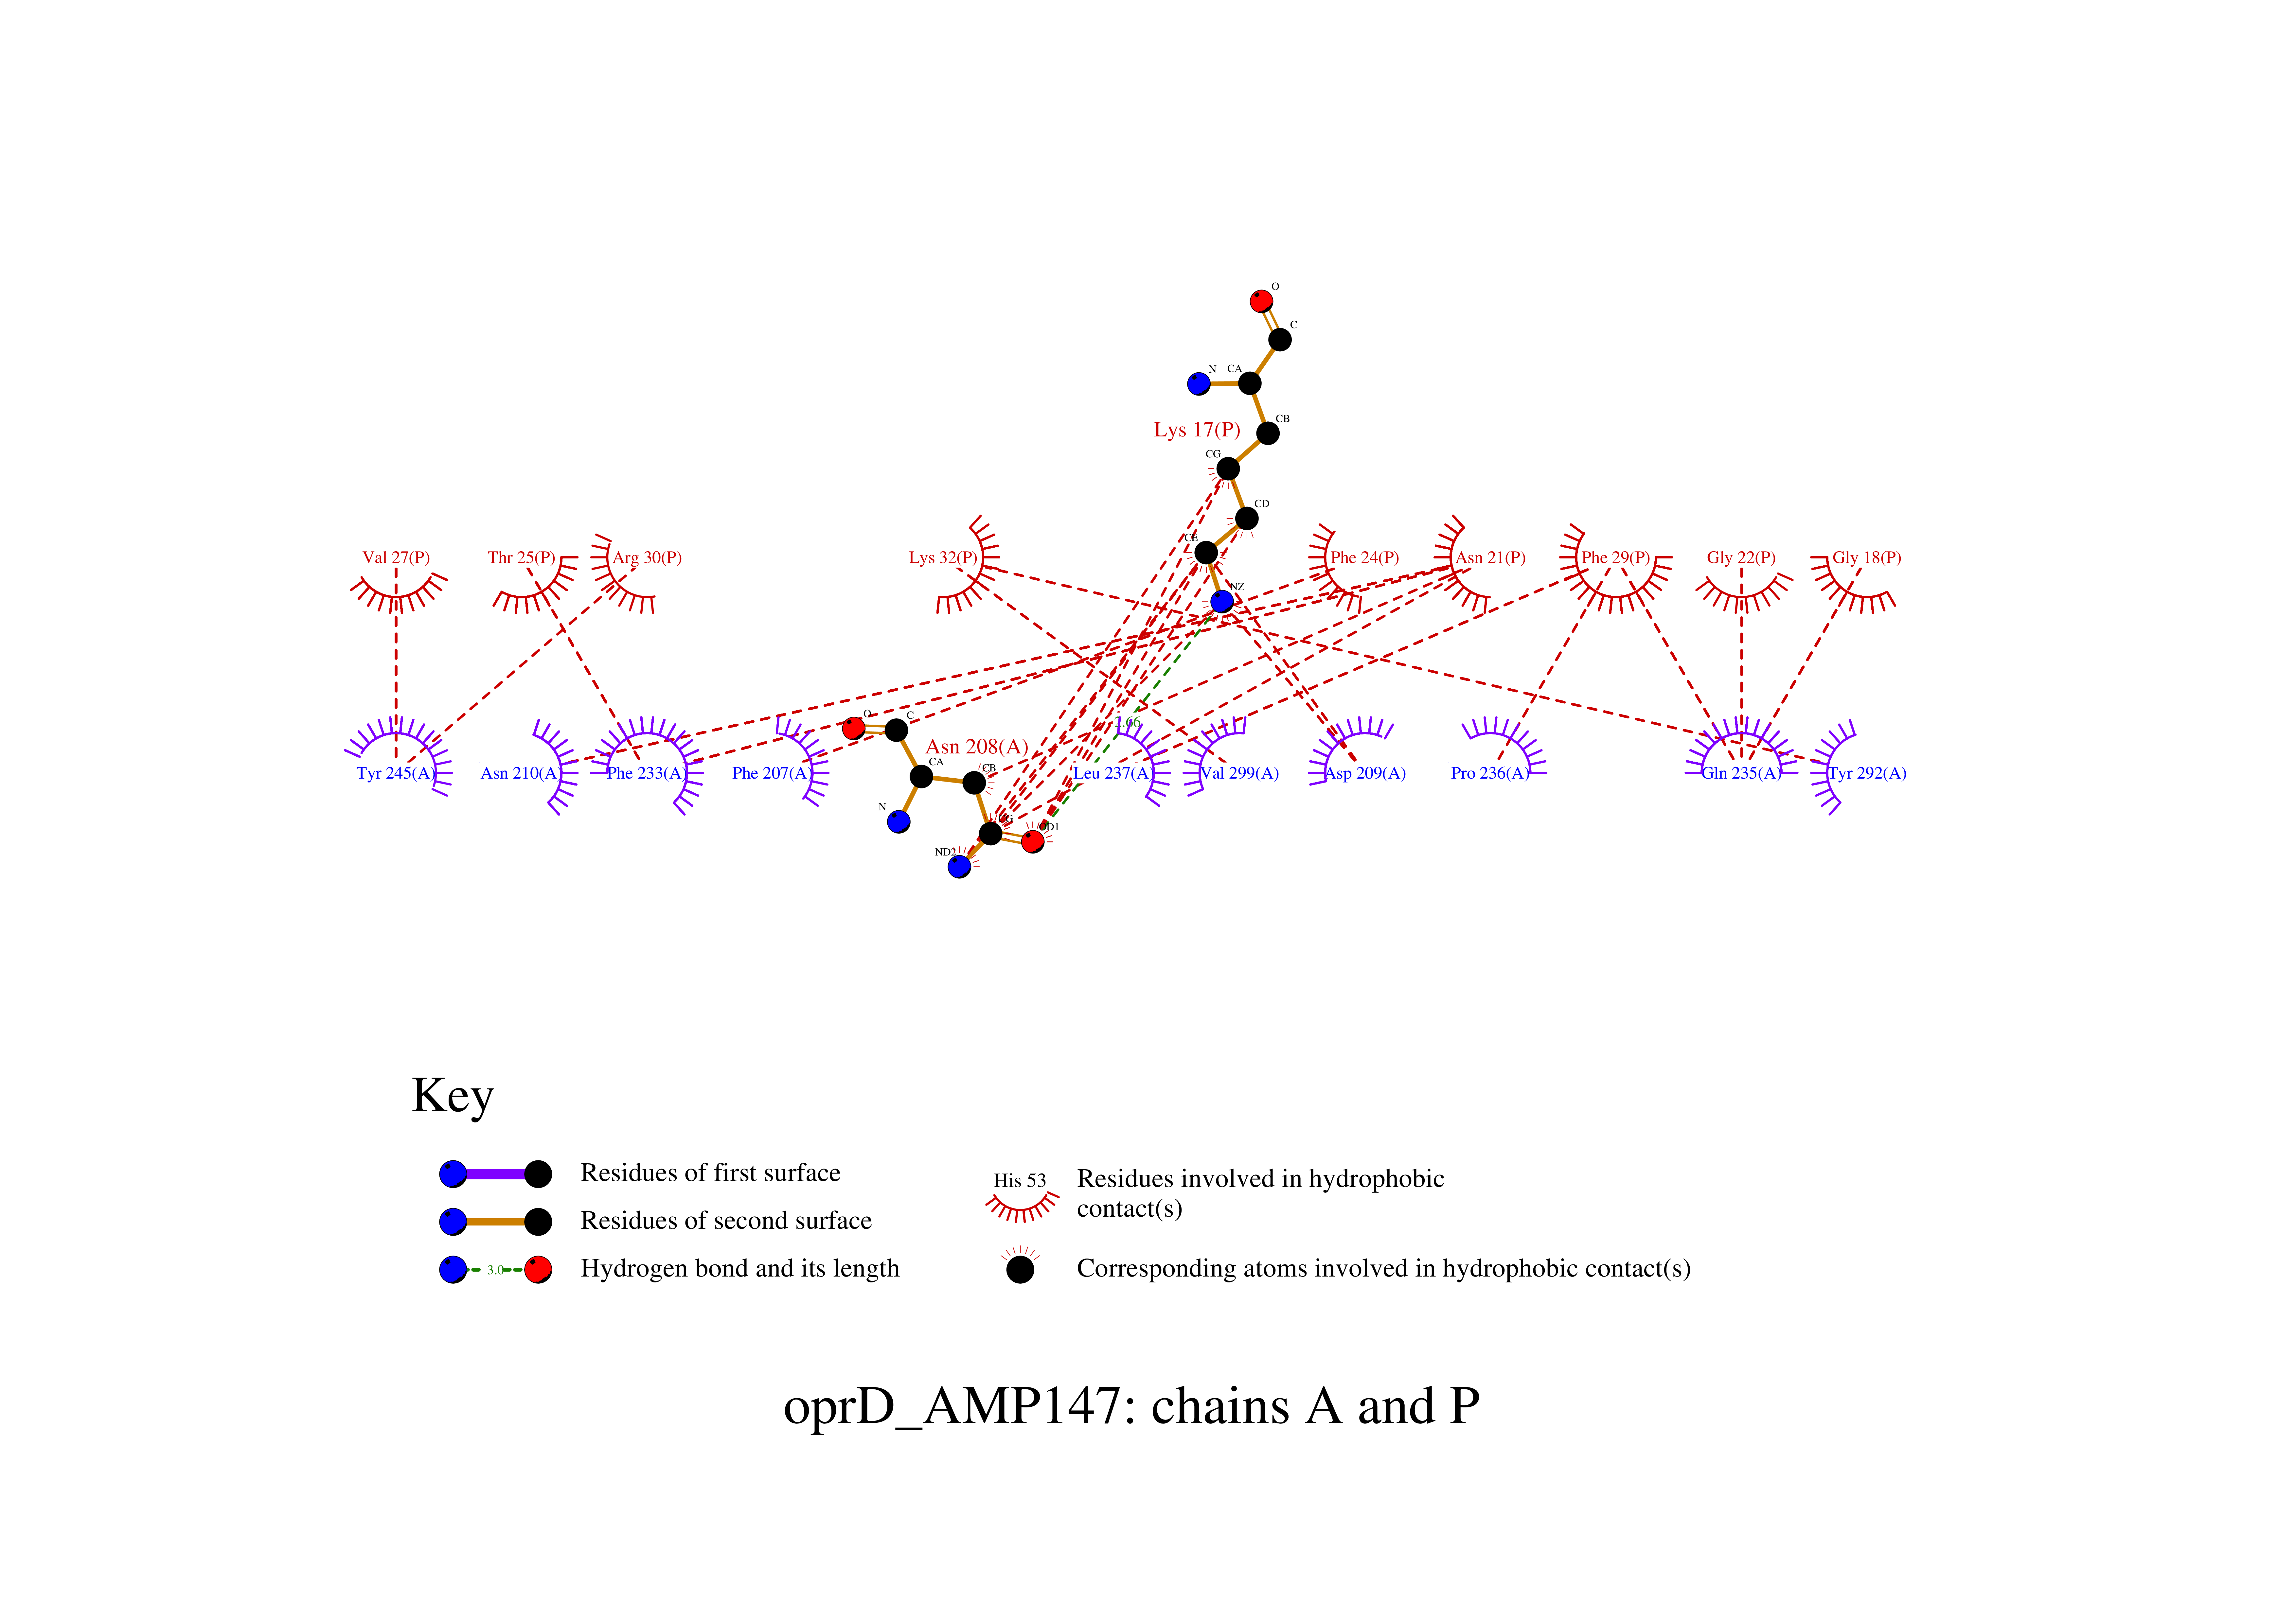 O
C
N CA
CB
Lys 17(P)
CG
CD
CE
Val 27(P) Thr 25(P) Arg 30(P) Lys 32(P) Phe 24(P) Asn 21(P) Phe 29(P) Gly 22(P) Gly 18(P)
NZ
O C 2.66
Asn 208(A)
CA CB
Tyr 245(A) Asn 210(A) Phe 233(A) Phe 207(A) Leu 237(A) Val 299(A) Asp 209(A) Pro 236(A) Gln 235(A) Tyr 292(A)
N CG OD1
ND2
Key
Residues of first surface
Residues of second surface
3.0 Hydrogen bond and its length
His 53 Residues involved in hydrophobic
contact(s)
Corresponding atoms involved in hydrophobic contact(s)
oprD_AMP147: chains A and P